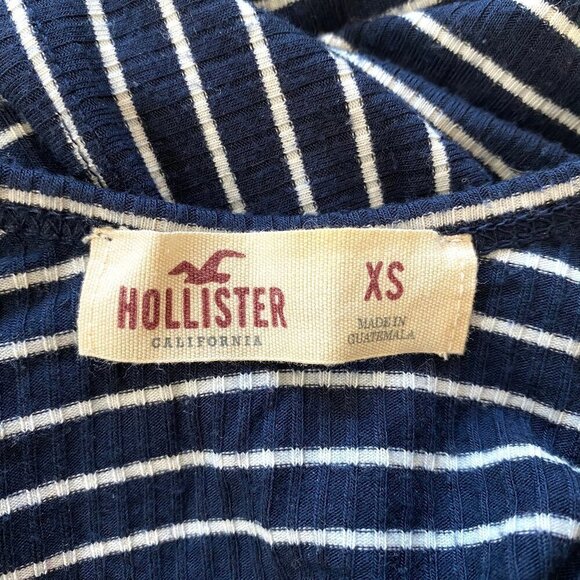 HOLLISTER
CALIFORNIA
XS
MADE IN
GUATEMALA